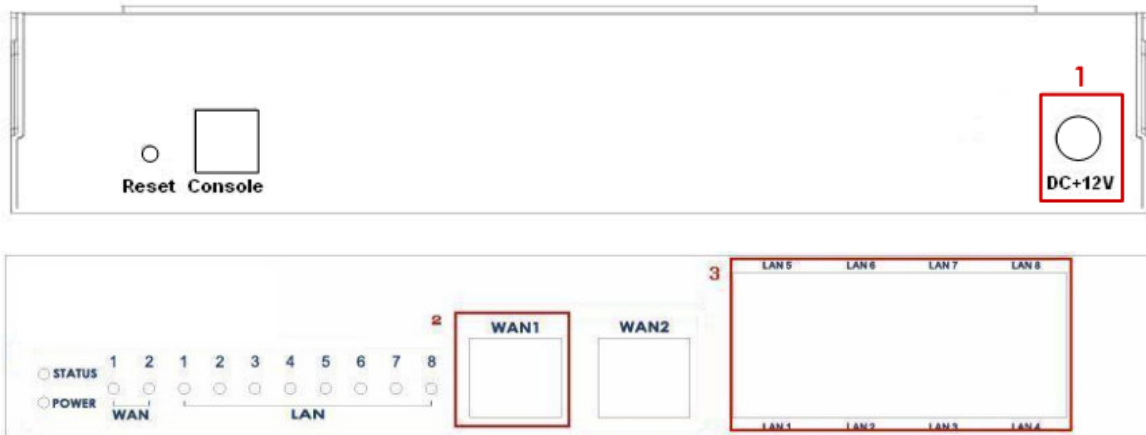 1
Reset Console
DC+12V
3
LAN 5 LAN 6 LAN 7 LAN 8
2
WAN1 WAN2
STATUS
1 2 1 2 3 4 5 6 7 8
POWER
WAN LAN
LAN 1 LAN 2 LAN 3 LAN 4